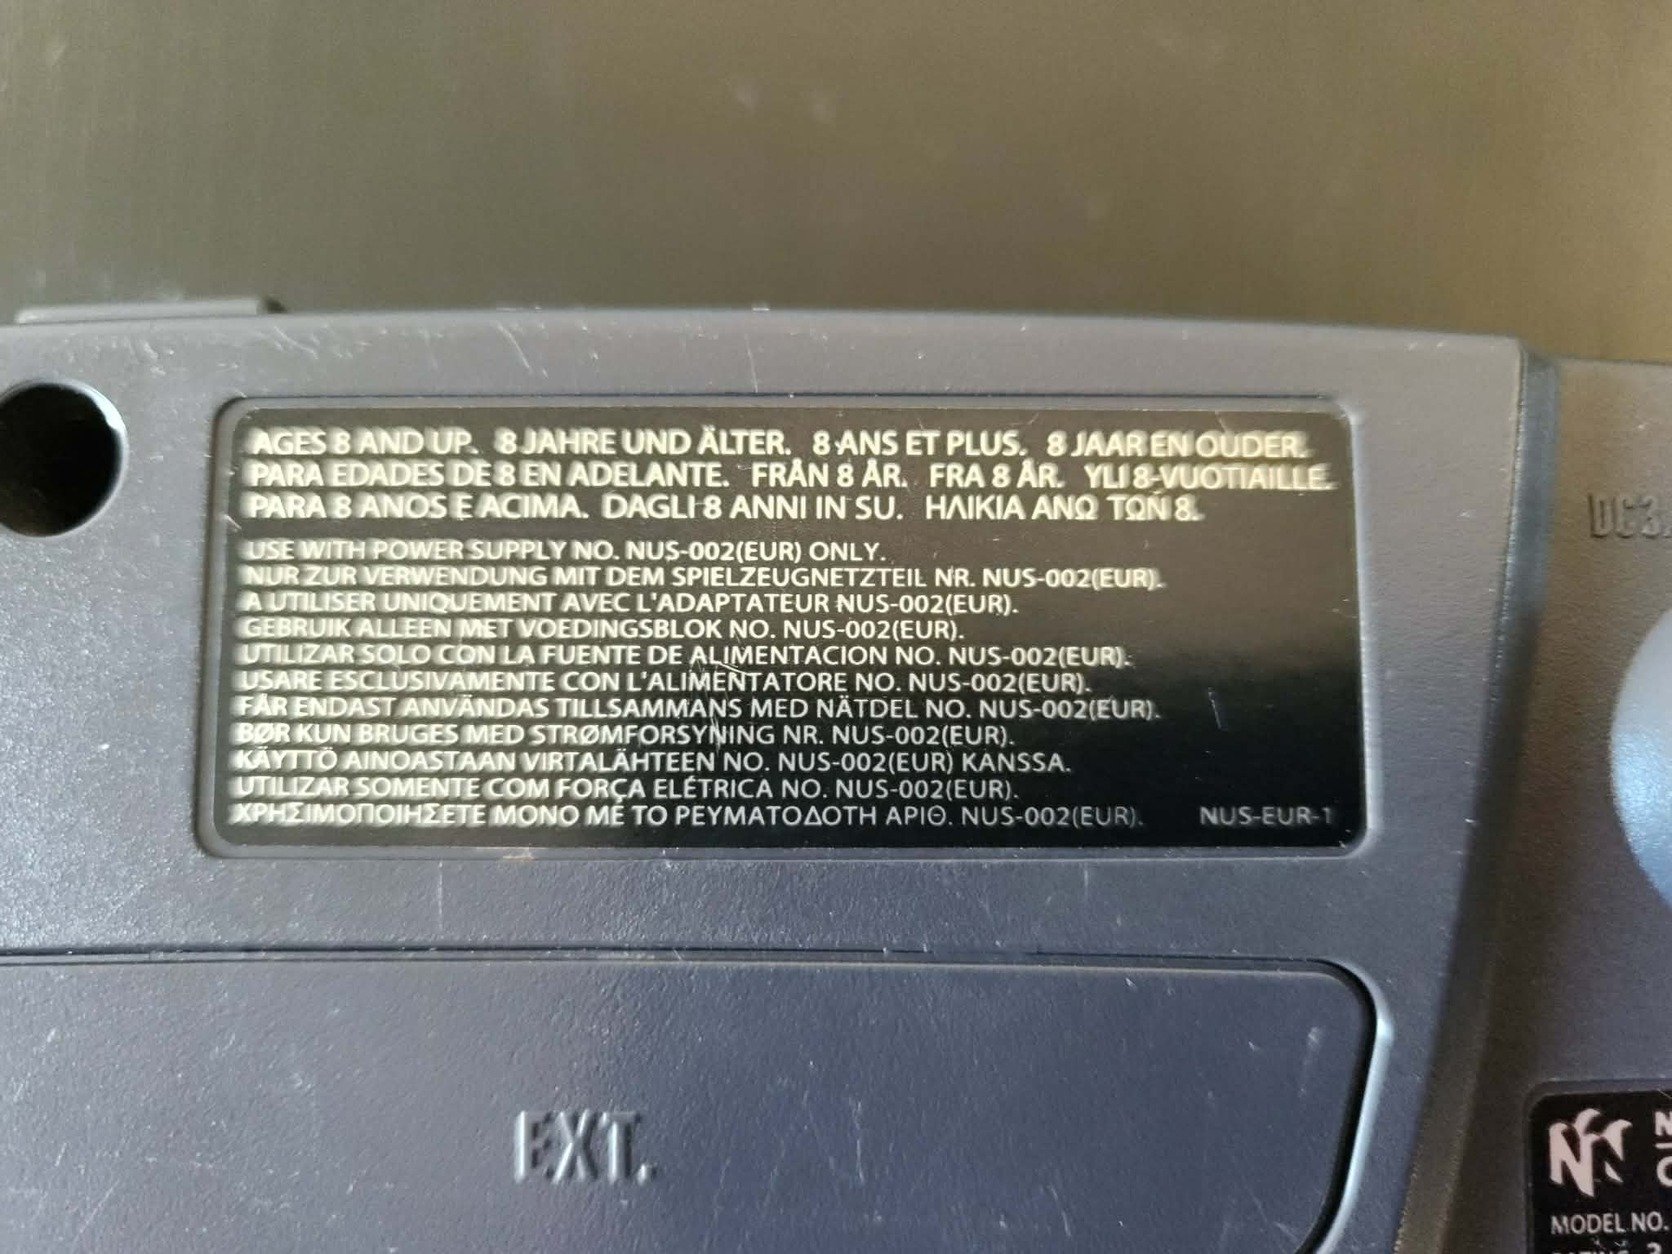 AGES 8 AND UP. 8 JAHRE UND ÄLTER. 8 ANS ET PLUS. 8 JAAR EN OUDER.
PARA EDADES DE 8 EN ADELANTE. FRÅN 8 ÅR. FRA 8 ÅR. YLI 8-VUOTIAILLE.
PARA 8 ANOS E ACIMA. DAGLI 8 ANNI IN SU. ΗΛΙΚΙΑ ΑΝΩ ΤΩΝ 8.
USE WITH POWER SUPPLY NO. NUS-002(EUR) ONLY.
NUR ZUR VERWENDUNG MIT DEM SPIELZEUGNETZTEIL NR. NUS-002(EUR).
A UTILISER UNIQUEMENT AVEC L'ADAPTATEUR NUS-002(EUR).
GEBRUIK ALLEEN MET VOEDINGSBLOK NO. NUS-002(EUR).
UTILIZAR SOLO CON LA FUENTE DE ALIMENTACION NO. NUS-002(EUR).
USARE ESCLUSIVAMENTE CON L'ALIMENTATORE NO. NUS-002(EUR).
FÅR ENDAST ANVÄNDAS TILLSAMMANS MED NÄTDEL NO. NUS-002(EUR).
BØR KUN BRUGES MED STRØMFORSYNING NR. NUS-002(EUR).
KÄYTTÖ AINOASTAAN VIRTALÄHTEEN NO. NUS-002(EUR) KANSSA.
UTILIZAR SOMENTE COM FORÇA ELÉTRICA NO. NUS-002(EUR).
ΧΡΗΣΙΜΟΠΟΙΗΣΕΤΕ ΜΟΝΟ ΜΕ ΤΟ ΡΕΥΜΑΤΟΔΟΤΗ ΑΡΙΘ. NUS-002(EUR). NUS-EUR-1
EXT.
MODEL NO.